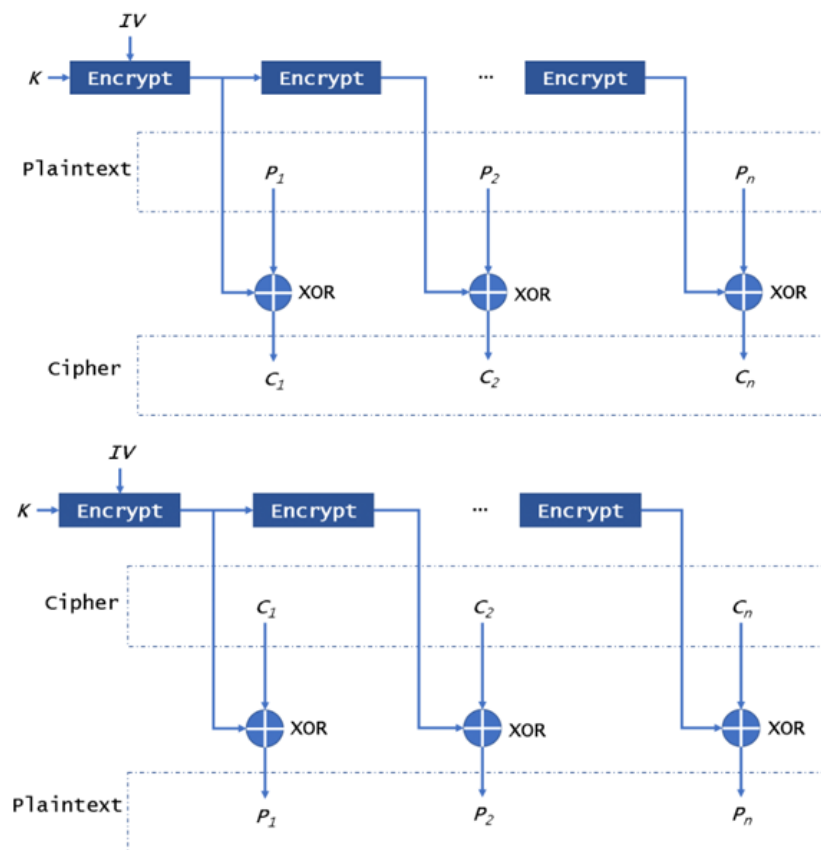 IV
K Encrypt Encrypt ... Encrypt
Plaintext P1 P2 Pn
XOR XOR XOR
Cipher C1 C2 Cn
IV
K Encrypt Encrypt ... Encrypt
Cipher C1 C2 Cn
XOR XOR XOR
Plaintext P1 P2 Pn